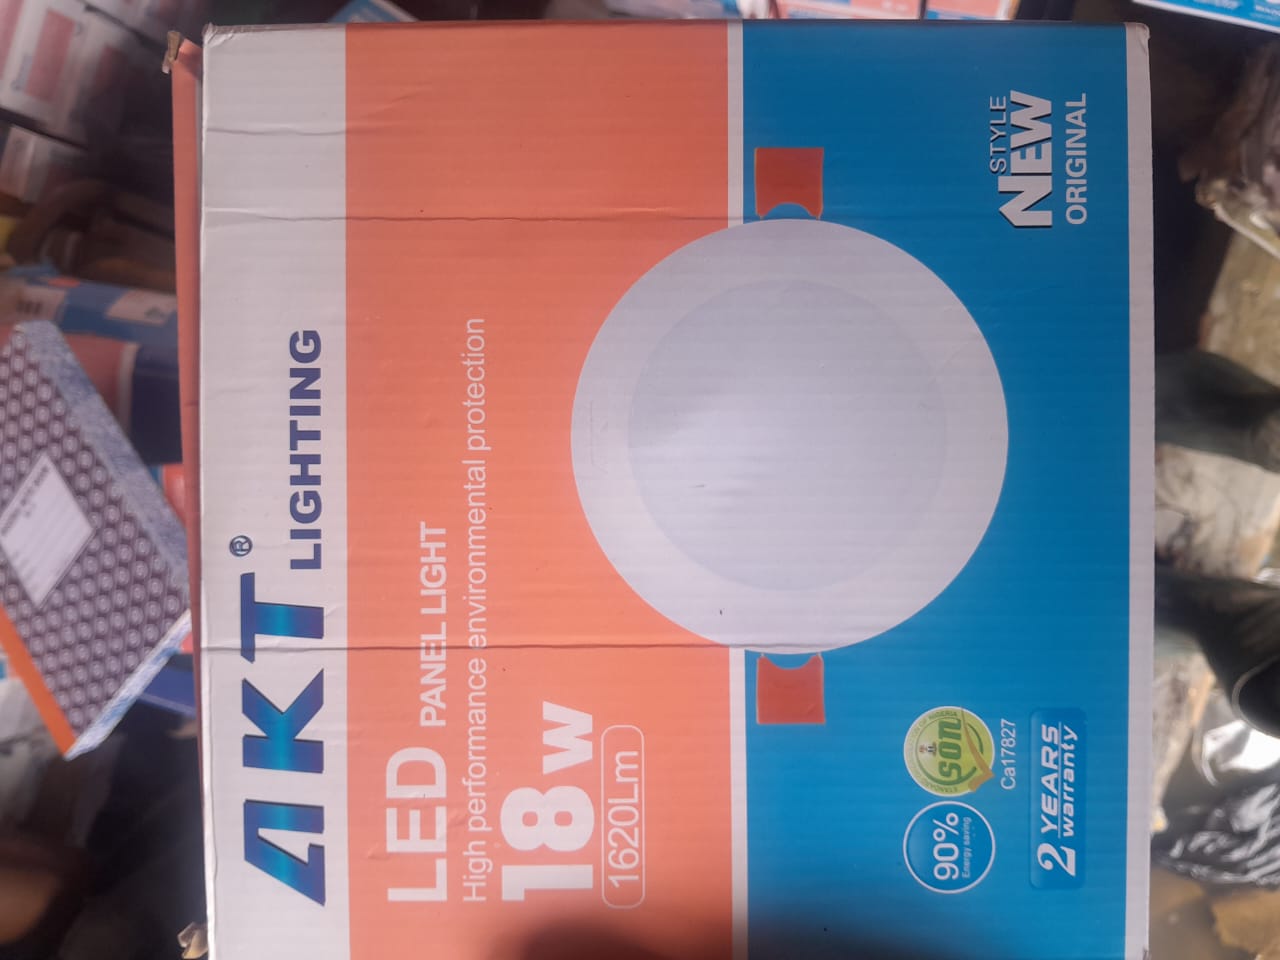 AKT®
LIGHTING
LED PANEL LIGHT
High performance environmental protection
18w
1620Lm
STYLE
NEW
ORIGINAL
90%
Energy saving
SON
Ca17827
2 YEARS
warranty